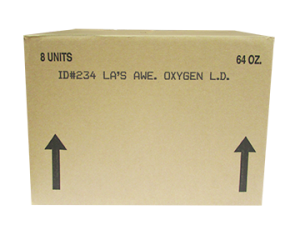 8 UNITS 64 OZ.
ID#234 LA'S AWE. OXYGEN L.D.